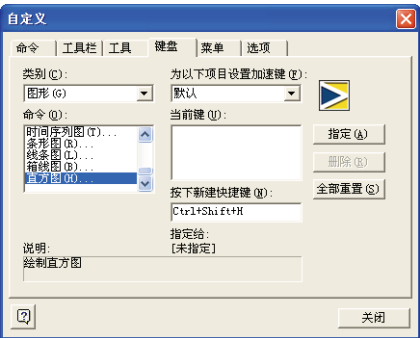 自定义
命令 工具栏 工具 键盘 菜单 选项
类别(C):
图形(G)
命令(O):
时间序列图(T)...
条形图(R)...
线条图(L)...
箱线图(B)...
直方图(H)...
为以下项目设置加速键(F):
默认
当前键(U):
按下新建快捷键(N):
Ctrl+Shift+H
指定给:
[未指定]
指定(A)
删除(R)
全部重置(S)
说明:
绘制直方图
关闭